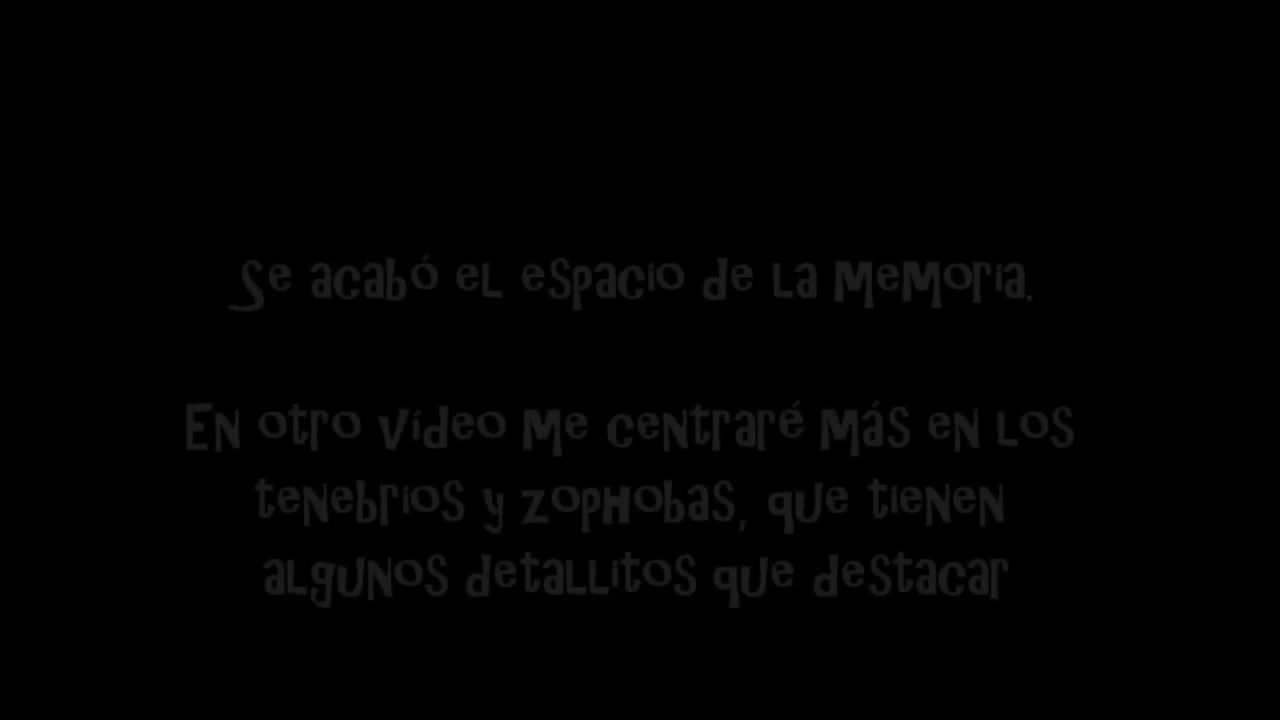 Se acabó el espacio de la memoria.
En otro vídeo me centraré más en los
tenebrios y zophobas, que tienen
algunos detallitos que destacar